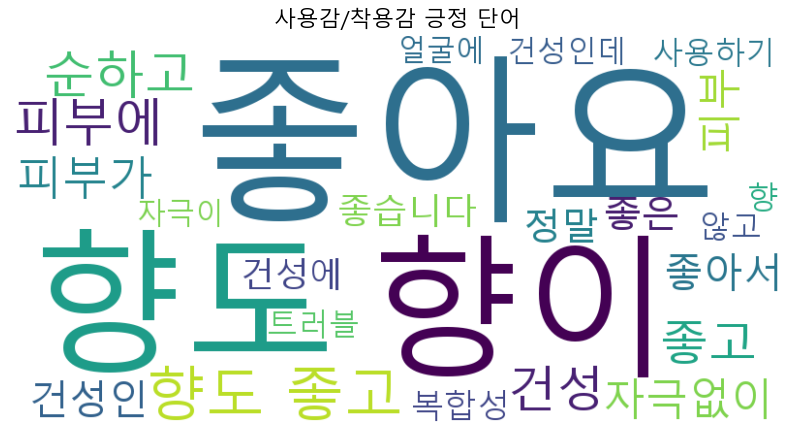 사용감/착용감 긍정 단어
순하고
좋아요
얼굴에
건성인데
사용하기
피부
피부에
피부가
자극이
좋습니다
정말
좋은
않고
향
향도
향이
건성에
트러블
좋아서
좋고
건성인
향도 좋고
복합성
건성
자극없이